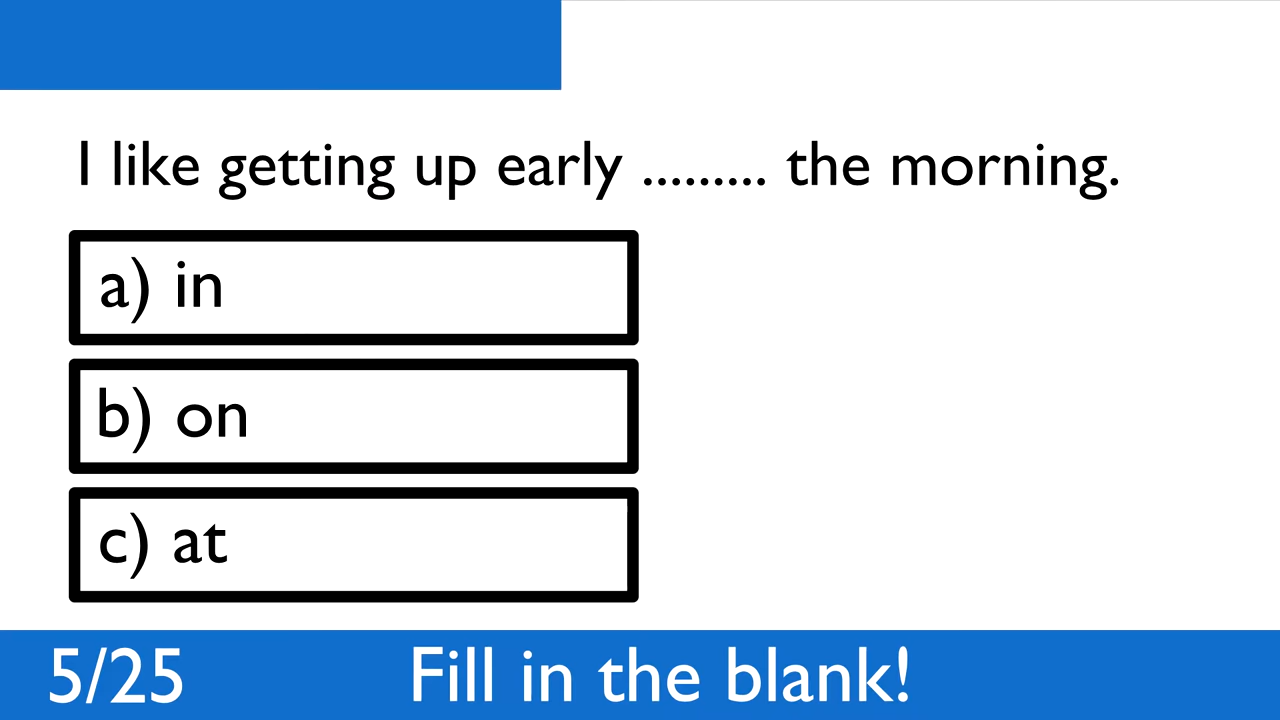 I like getting up early ......... the morning.
a) in
b) on
c) at
5/25 Fill in the blank!